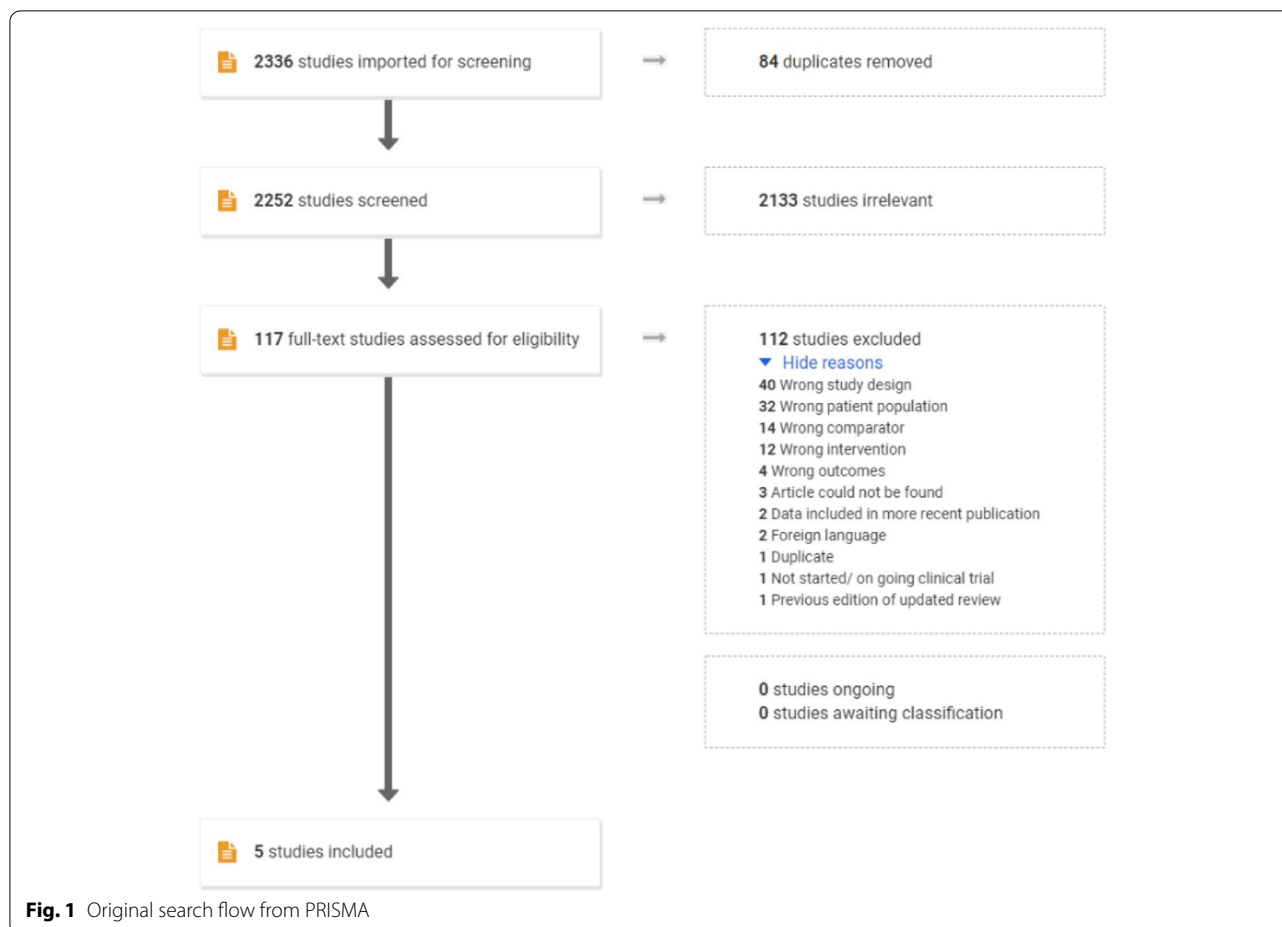 2336 studies imported for screening
84 duplicates removed
2252 studies screened
2133 studies irrelevant
117 full-text studies assessed for eligibility
112 studies excluded
Hide reasons
40 Wrong study design
32 Wrong patient population
14 Wrong comparator
12 Wrong intervention
4 Wrong outcomes
3 Article could not be found
2 Data included in more recent publication
2 Foreign language
1 Duplicate
1 Not started/ on going clinical trial
1 Previous edition of updated review
0 studies ongoing
0 studies awaiting classification
5 studies included
Fig. 1 Original search flow from PRISMA